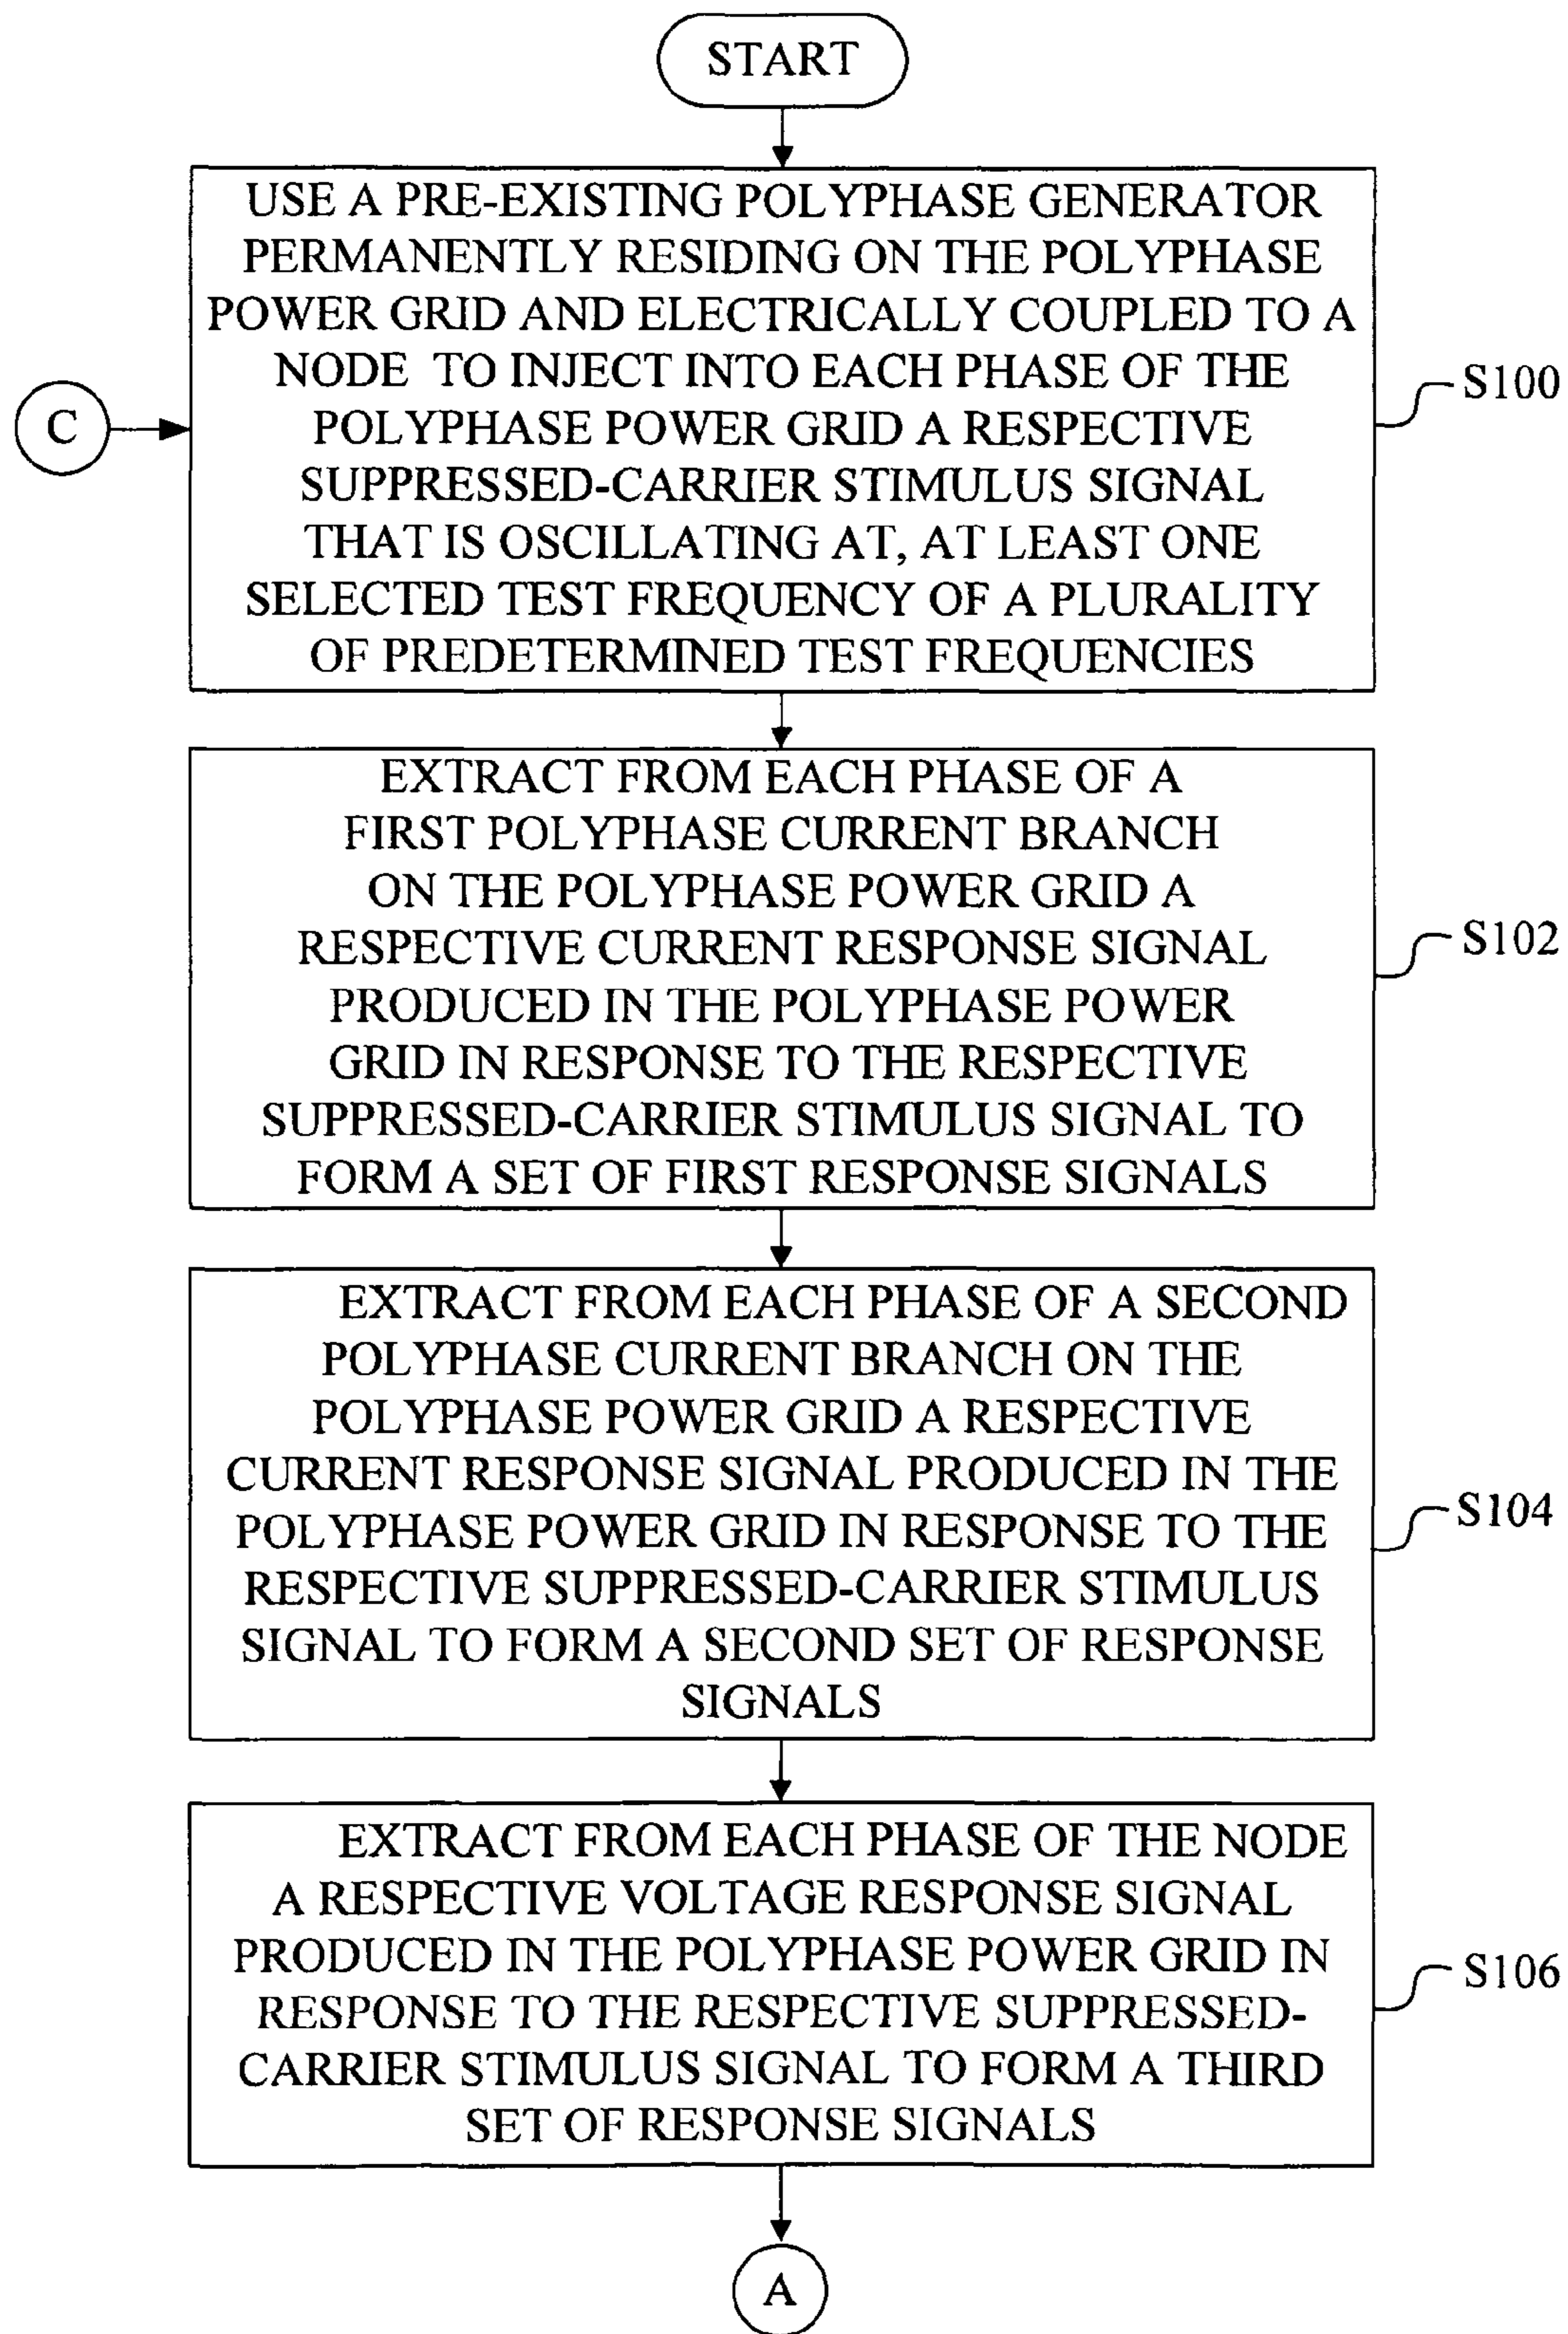 START
USE A PRE-EXISTING POLYPHASE GENERATOR
PERMANENTLY RESIDING ON THE POLYPHASE
POWER GRID AND ELECTRICALLY COUPLED TO A
NODE TO INJECT INTO EACH PHASE OF THE
POLYPHASE POWER GRID A RESPECTIVE
SUPPRESSED-CARRIER STIMULUS SIGNAL
THAT IS OSCILLATING AT, AT LEAST ONE
SELECTED TEST FREQUENCY OF A PLURALITY
OF PREDETERMINED TEST FREQUENCIES
S100
C
EXTRACT FROM EACH PHASE OF A
FIRST POLYPHASE CURRENT BRANCH
ON THE POLYPHASE POWER GRID A
RESPECTIVE CURRENT RESPONSE SIGNAL
PRODUCED IN THE POLYPHASE POWER
GRID IN RESPONSE TO THE RESPECTIVE
SUPPRESSED-CARRIER STIMULUS SIGNAL TO
FORM A SET OF FIRST RESPONSE SIGNALS
S102
EXTRACT FROM EACH PHASE OF A SECOND
POLYPHASE CURRENT BRANCH ON THE
POLYPHASE POWER GRID A RESPECTIVE
CURRENT RESPONSE SIGNAL PRODUCED IN THE
POLYPHASE POWER GRID IN RESPONSE TO THE
RESPECTIVE SUPPRESSED-CARRIER STIMULUS
SIGNAL TO FORM A SECOND SET OF RESPONSE
SIGNALS
S104
EXTRACT FROM EACH PHASE OF THE NODE
A RESPECTIVE VOLTAGE RESPONSE SIGNAL
PRODUCED IN THE POLYPHASE POWER GRID IN
RESPONSE TO THE RESPECTIVE SUPPRESSED-
CARRIER STIMULUS SIGNAL TO FORM A THIRD
SET OF RESPONSE SIGNALS
S106
A